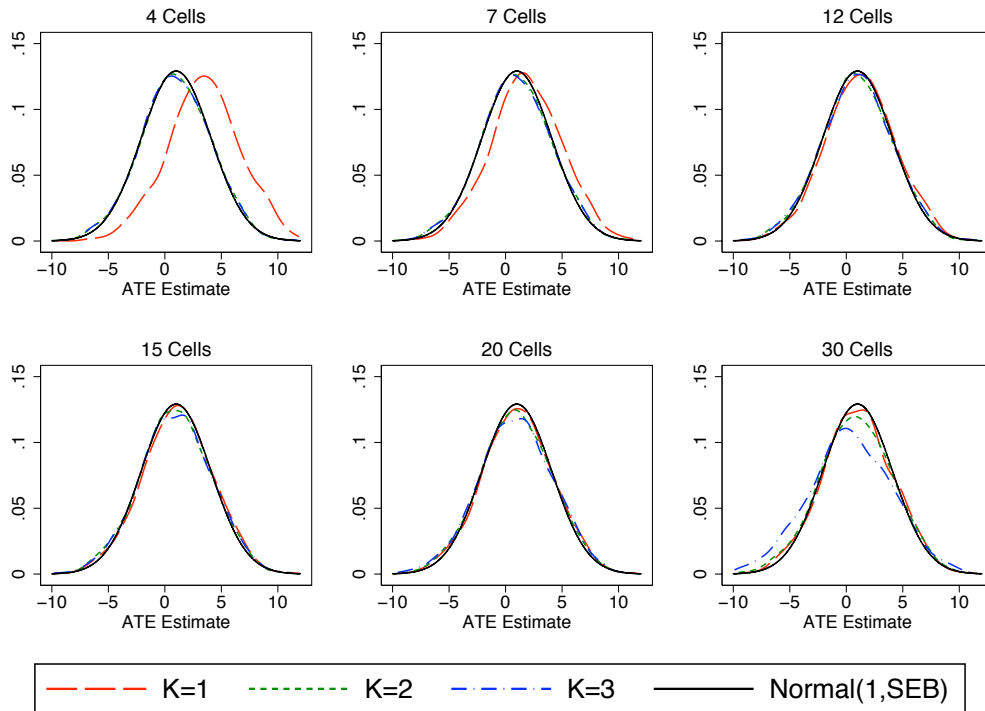 4 Cells 7 Cells 12 Cells
.15 .15 .15
.1 .1 .1
.05 .05 .05
0 0 0
−10 −5 0 5 10 −10 −5 0 5 10 −10 −5 0 5 10
ATE Estimate ATE Estimate ATE Estimate
15 Cells 20 Cells 30 Cells
.15 .15 .15
.1 .1 .1
.05 .05 .05
0 0 0
−10 −5 0 5 10 −10 −5 0 5 10 −10 −5 0 5 10
ATE Estimate ATE Estimate ATE Estimate
K=1 K=2 K=3 Normal(1,SEB)